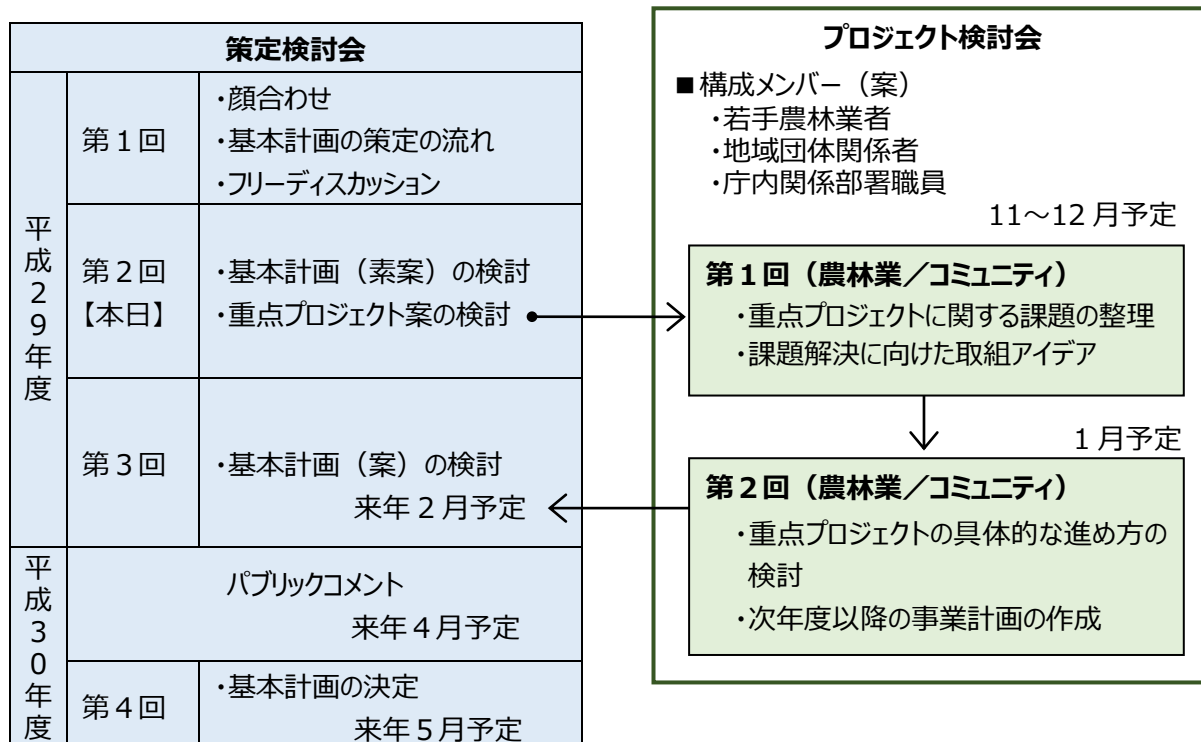 策定検討会
平成29年度
第1回
・顔合わせ
・基本計画の策定の流れ
・フリーディスカッション
第2回
【本日】
・基本計画（素案）の検討
・重点プロジェクト案の検討
第3回
・基本計画（案）の検討
来年2月予定
平成30年度
パブリックコメント
来年4月予定
第4回
・基本計画の決定
来年5月予定
プロジェクト検討会
■構成メンバー（案）
・若手農林業者
・地域団体関係者
・庁内関係部署職員
11～12月予定
第1回（農林業／コミュニティ）
・重点プロジェクトに関する課題の整理
・課題解決に向けた取組アイデア
1月予定
第2回（農林業／コミュニティ）
・重点プロジェクトの具体的な進め方の
検討
・次年度以降の事業計画の作成